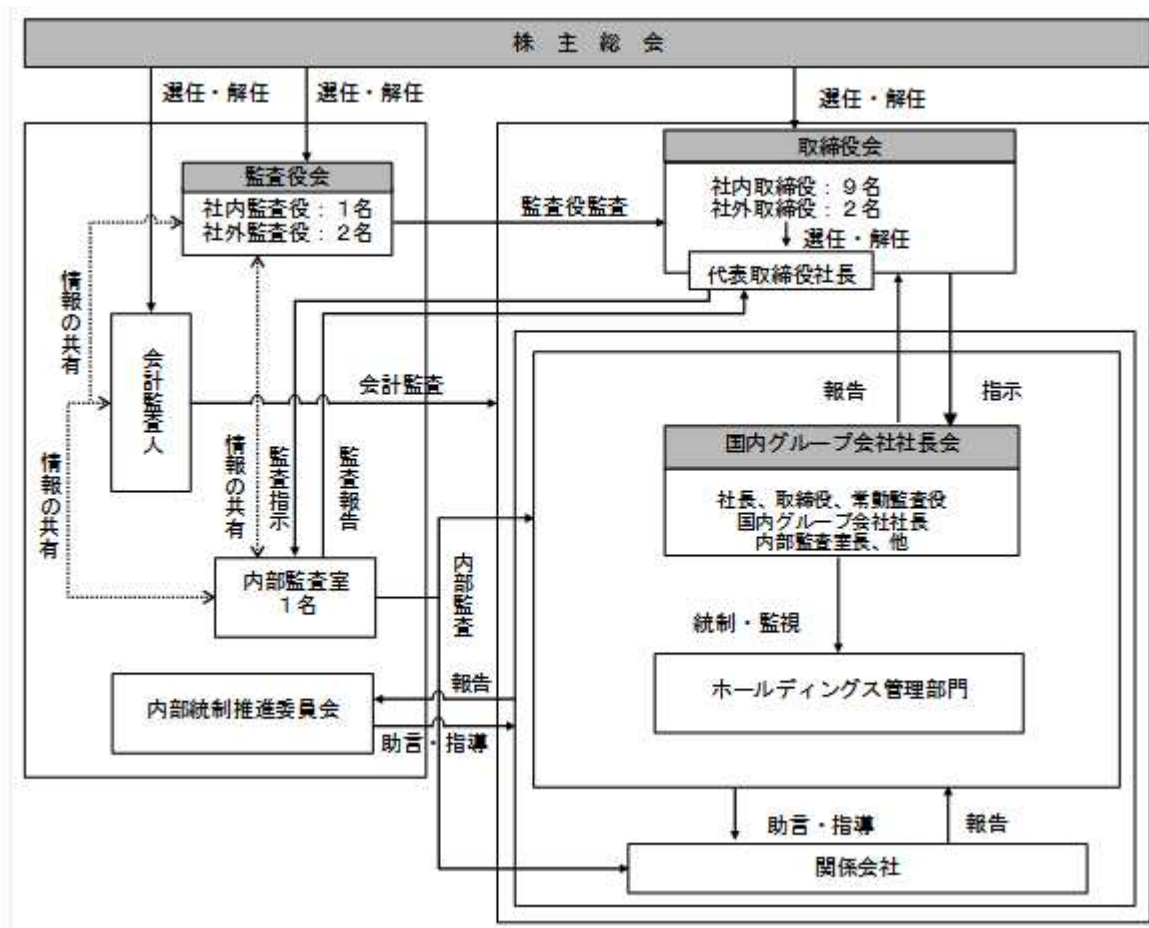 株主総会
選任・解任
選任・解任
選任・解任
監査役会
社内監査役：１名
社外監査役：２名
監査役監査
取締役会
社内取締役：９名
社外取締役：２名
選任・解任
代表取締役社長
情報の共有
会計監査人
会計監査
報告
指示
国内グループ会社社長会
社長、取締役、常勤監査役
国内グループ会社社長
内部監査室長、他
情報の共有
情報の共有
監査指示
監査報告
内部監査室
１名
内部監査
統制・監視
ホールディングス管理部門
内部統制推進委員会
報告
助言・指導
助言・指導
報告
関係会社